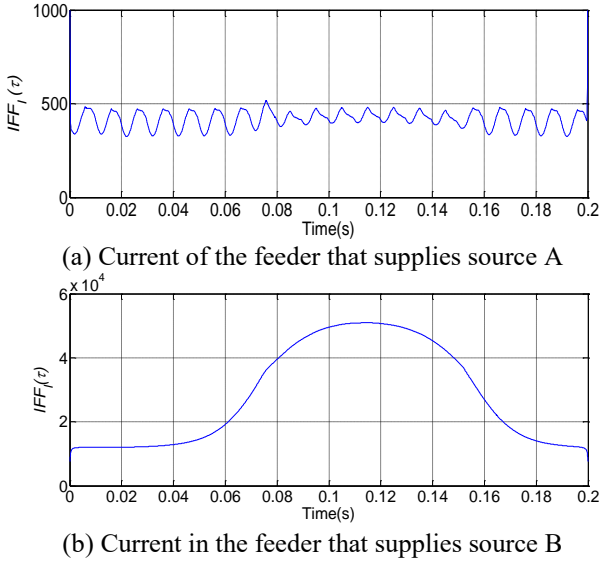 1000
500
0
IFF_I(τ)
0 0.02 0.04 0.06 0.08 0.1 0.12 0.14 0.16 0.18 0.2
Time(s)
(a) Current of the feeder that supplies source A
6 x 10^4
4
2
0
IFF_I(τ)
0 0.02 0.04 0.06 0.08 0.1 0.12 0.14 0.16 0.18 0.2
Time(s)
(b) Current in the feeder that supplies source B